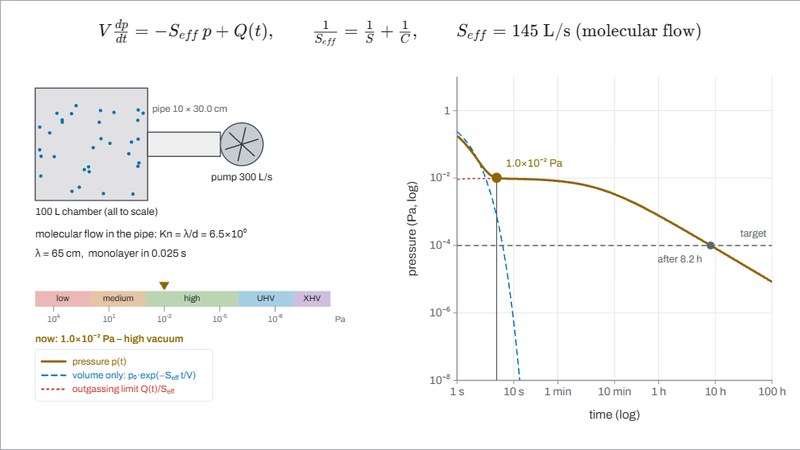 V dp/dt = −S_eff p + Q(t), 1/S_eff = 1/S + 1/C, S_eff = 145 L/s (molecular flow)
pipe 10 × 30.0 cm
pump 300 L/s
100 L chamber (all to scale)
molecular flow in the pipe: Kn = λ/d = 6.5×10⁰
λ = 65 cm, monolayer in 0.025 s
low medium high UHV XHV
10⁴ 10¹ 10⁻² 10⁻⁵ 10⁻⁸ Pa
now: 1.0×10⁻² Pa – high vacuum
pressure p(t)
volume only: p₀·exp(−S_eff t/V)
outgassing limit Q(t)/S_eff
pressure (Pa, log)
1
10⁻²
10⁻⁴
10⁻⁶
10⁻⁸
1.0×10⁻² Pa
target
after 8.2 h
1 s 10 s 1 min 10 min 1 h 10 h 100 h
time (log)